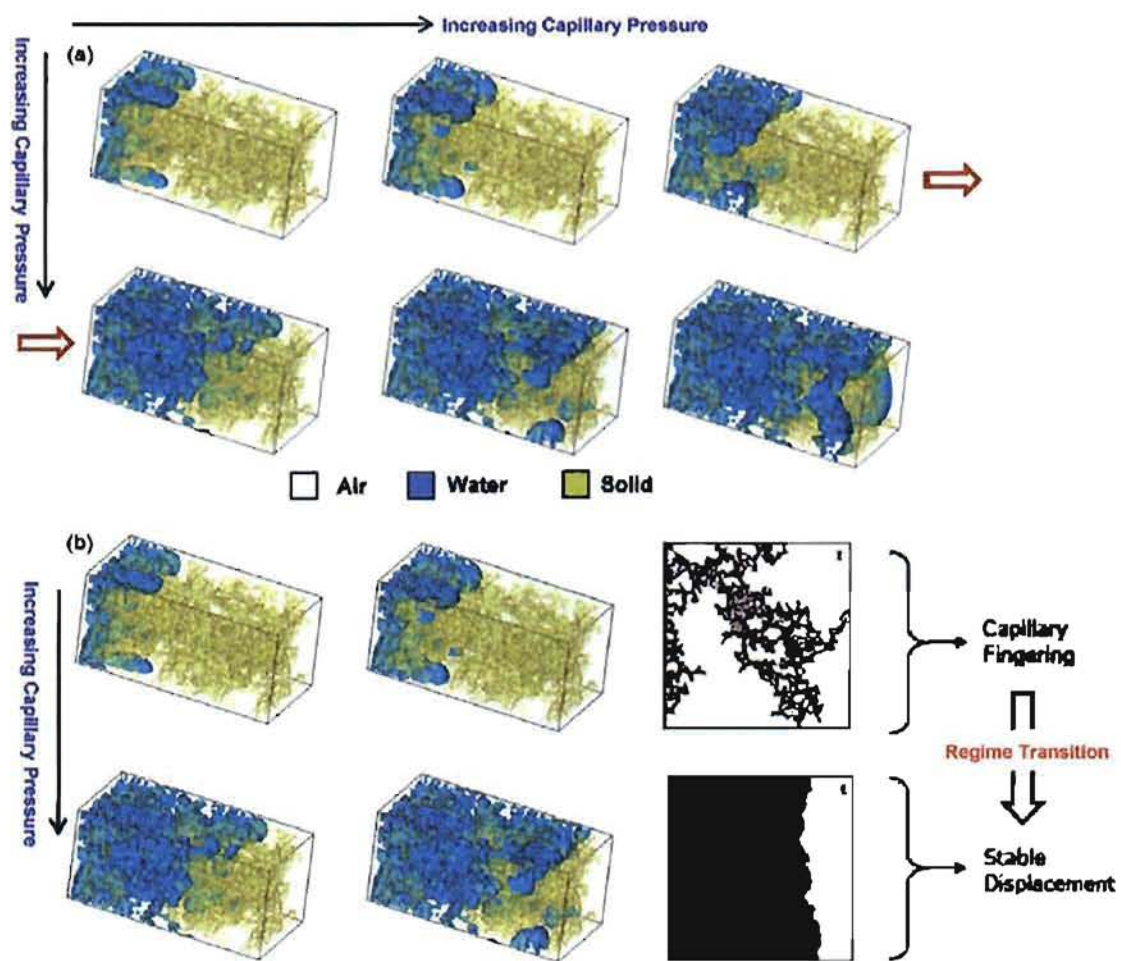 Increasing Capillary Pressure
Increasing Capillary Pressure
(a)
Air
Water
Solid
(b)
Increasing Capillary Pressure
Capillary
Fingering
Regime Transition
Stable
Displacement